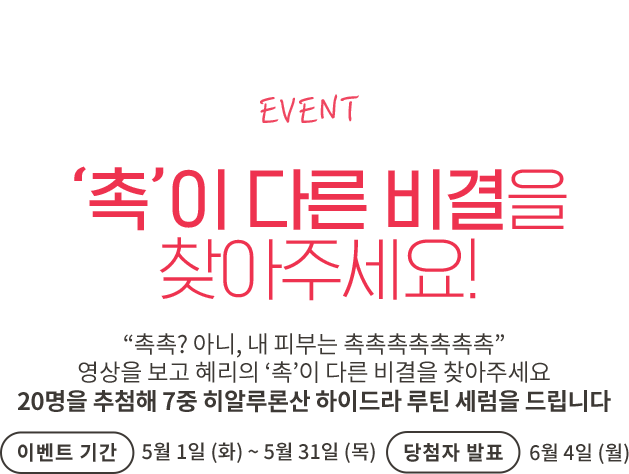 EVENT
‘촉’이 다른 비결을
찾아주세요!
“촉촉? 아니, 내 피부는 촉촉촉촉촉촉촉”
영상을 보고 혜리의 ‘촉’이 다른 비결을 찾아주세요
20명을 추첨해 7중 히알루론산 하이드라 루틴 세럼을 드립니다
이벤트 기간 5월 1일 (화) ~ 5월 31일 (목) 당첨자 발표 6월 4일 (월)